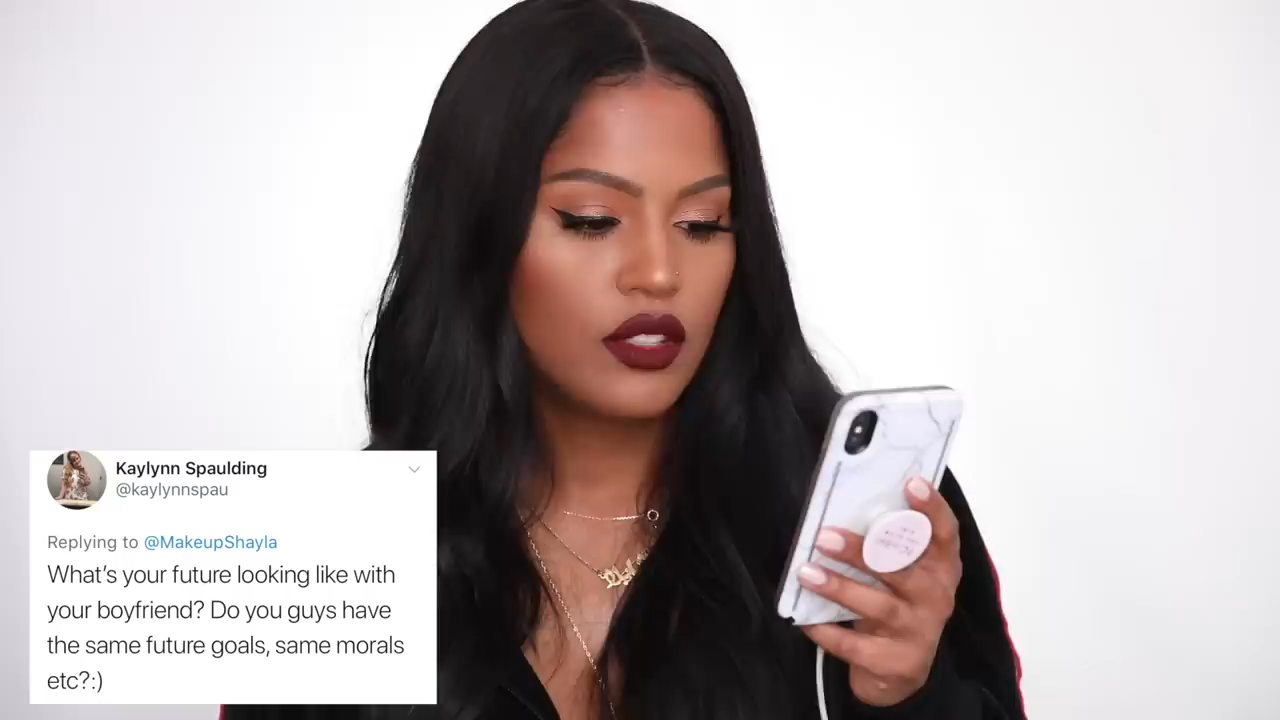 Kaylynn Spaulding
@kaylynnspau
Replying to @MakeupShayla
What’s your future looking like with
your boyfriend? Do you guys have
the same future goals, same morals
etc?:)